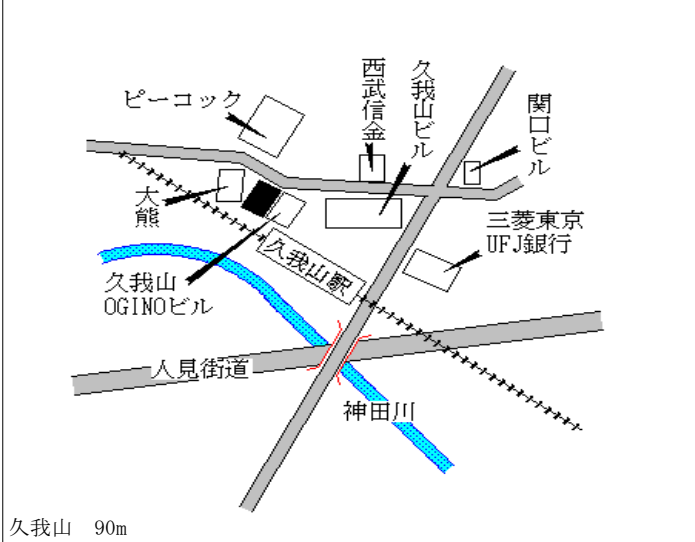 ピーコック
西武信金
久我山ビル
関口ビル
大熊
三菱東京
UFJ銀行
久我山駅
久我山
OGINOビル
人見街道
神田川
久我山 90m